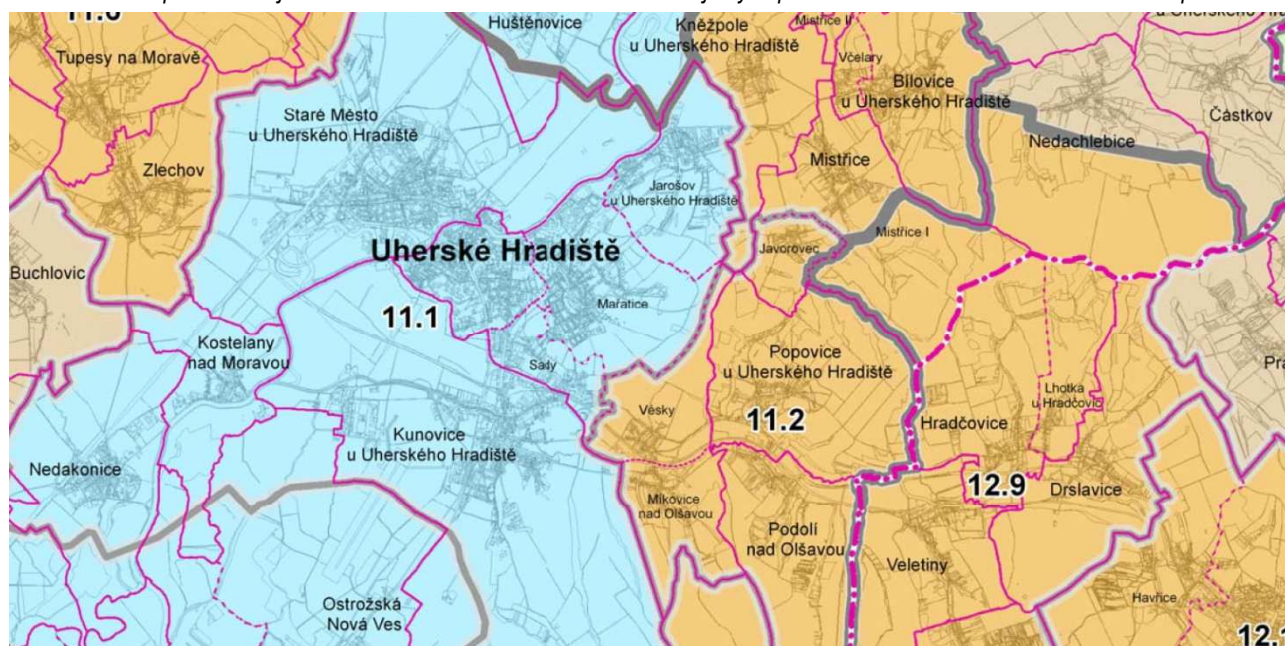 Huštěnovice
Kněžpole
u Uherského Hradiště
Mistřice II
Včelary
Bílovice
u Uherského Hradiště
u Uherského
Částkov
Tupesy na Moravě
Staré Město
u Uherského Hradiště
Nedachlebice
Zlechov
Mistřice
Jarošov
u Uherského Hradiště
Uherské Hradiště
Javorovec
Mistřice I
Buchlovic
Mařatice
11.1
Kostelany
nad Moravou
Sady
Popovice
u Uherského Hradiště
Lhotka
u Hradčovic
Věsky
11.2
Hradčovice
Nedakonice
Kunovice
u Uherského Hradiště
12.9
Drslavice
Míkovice
nad Olšavou
Podolí
nad Olšavou
Veletiny
Ostrožská
Nová Ves
Havřice